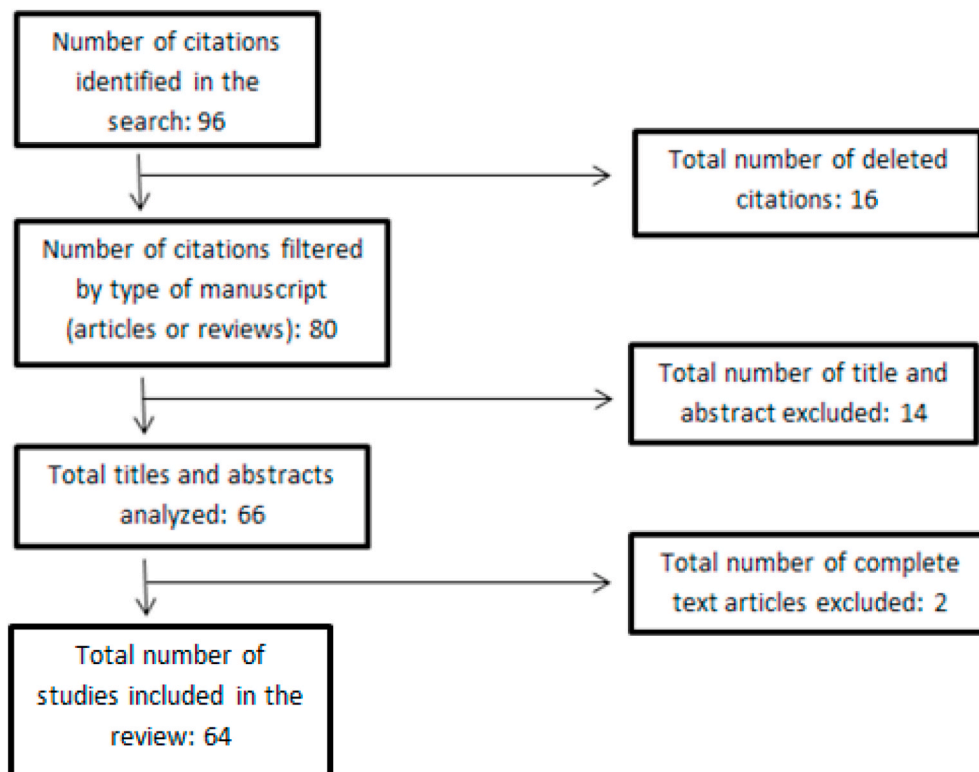 Number of citations
identified in the
search: 96
Total number of deleted
citations: 16
Number of citations filtered
by type of manuscript
(articles or reviews): 80
Total number of title and
abstract excluded: 14
Total titles and abstracts
analyzed: 66
Total number of complete
text articles excluded: 2
Total number of
studies included in the
review: 64